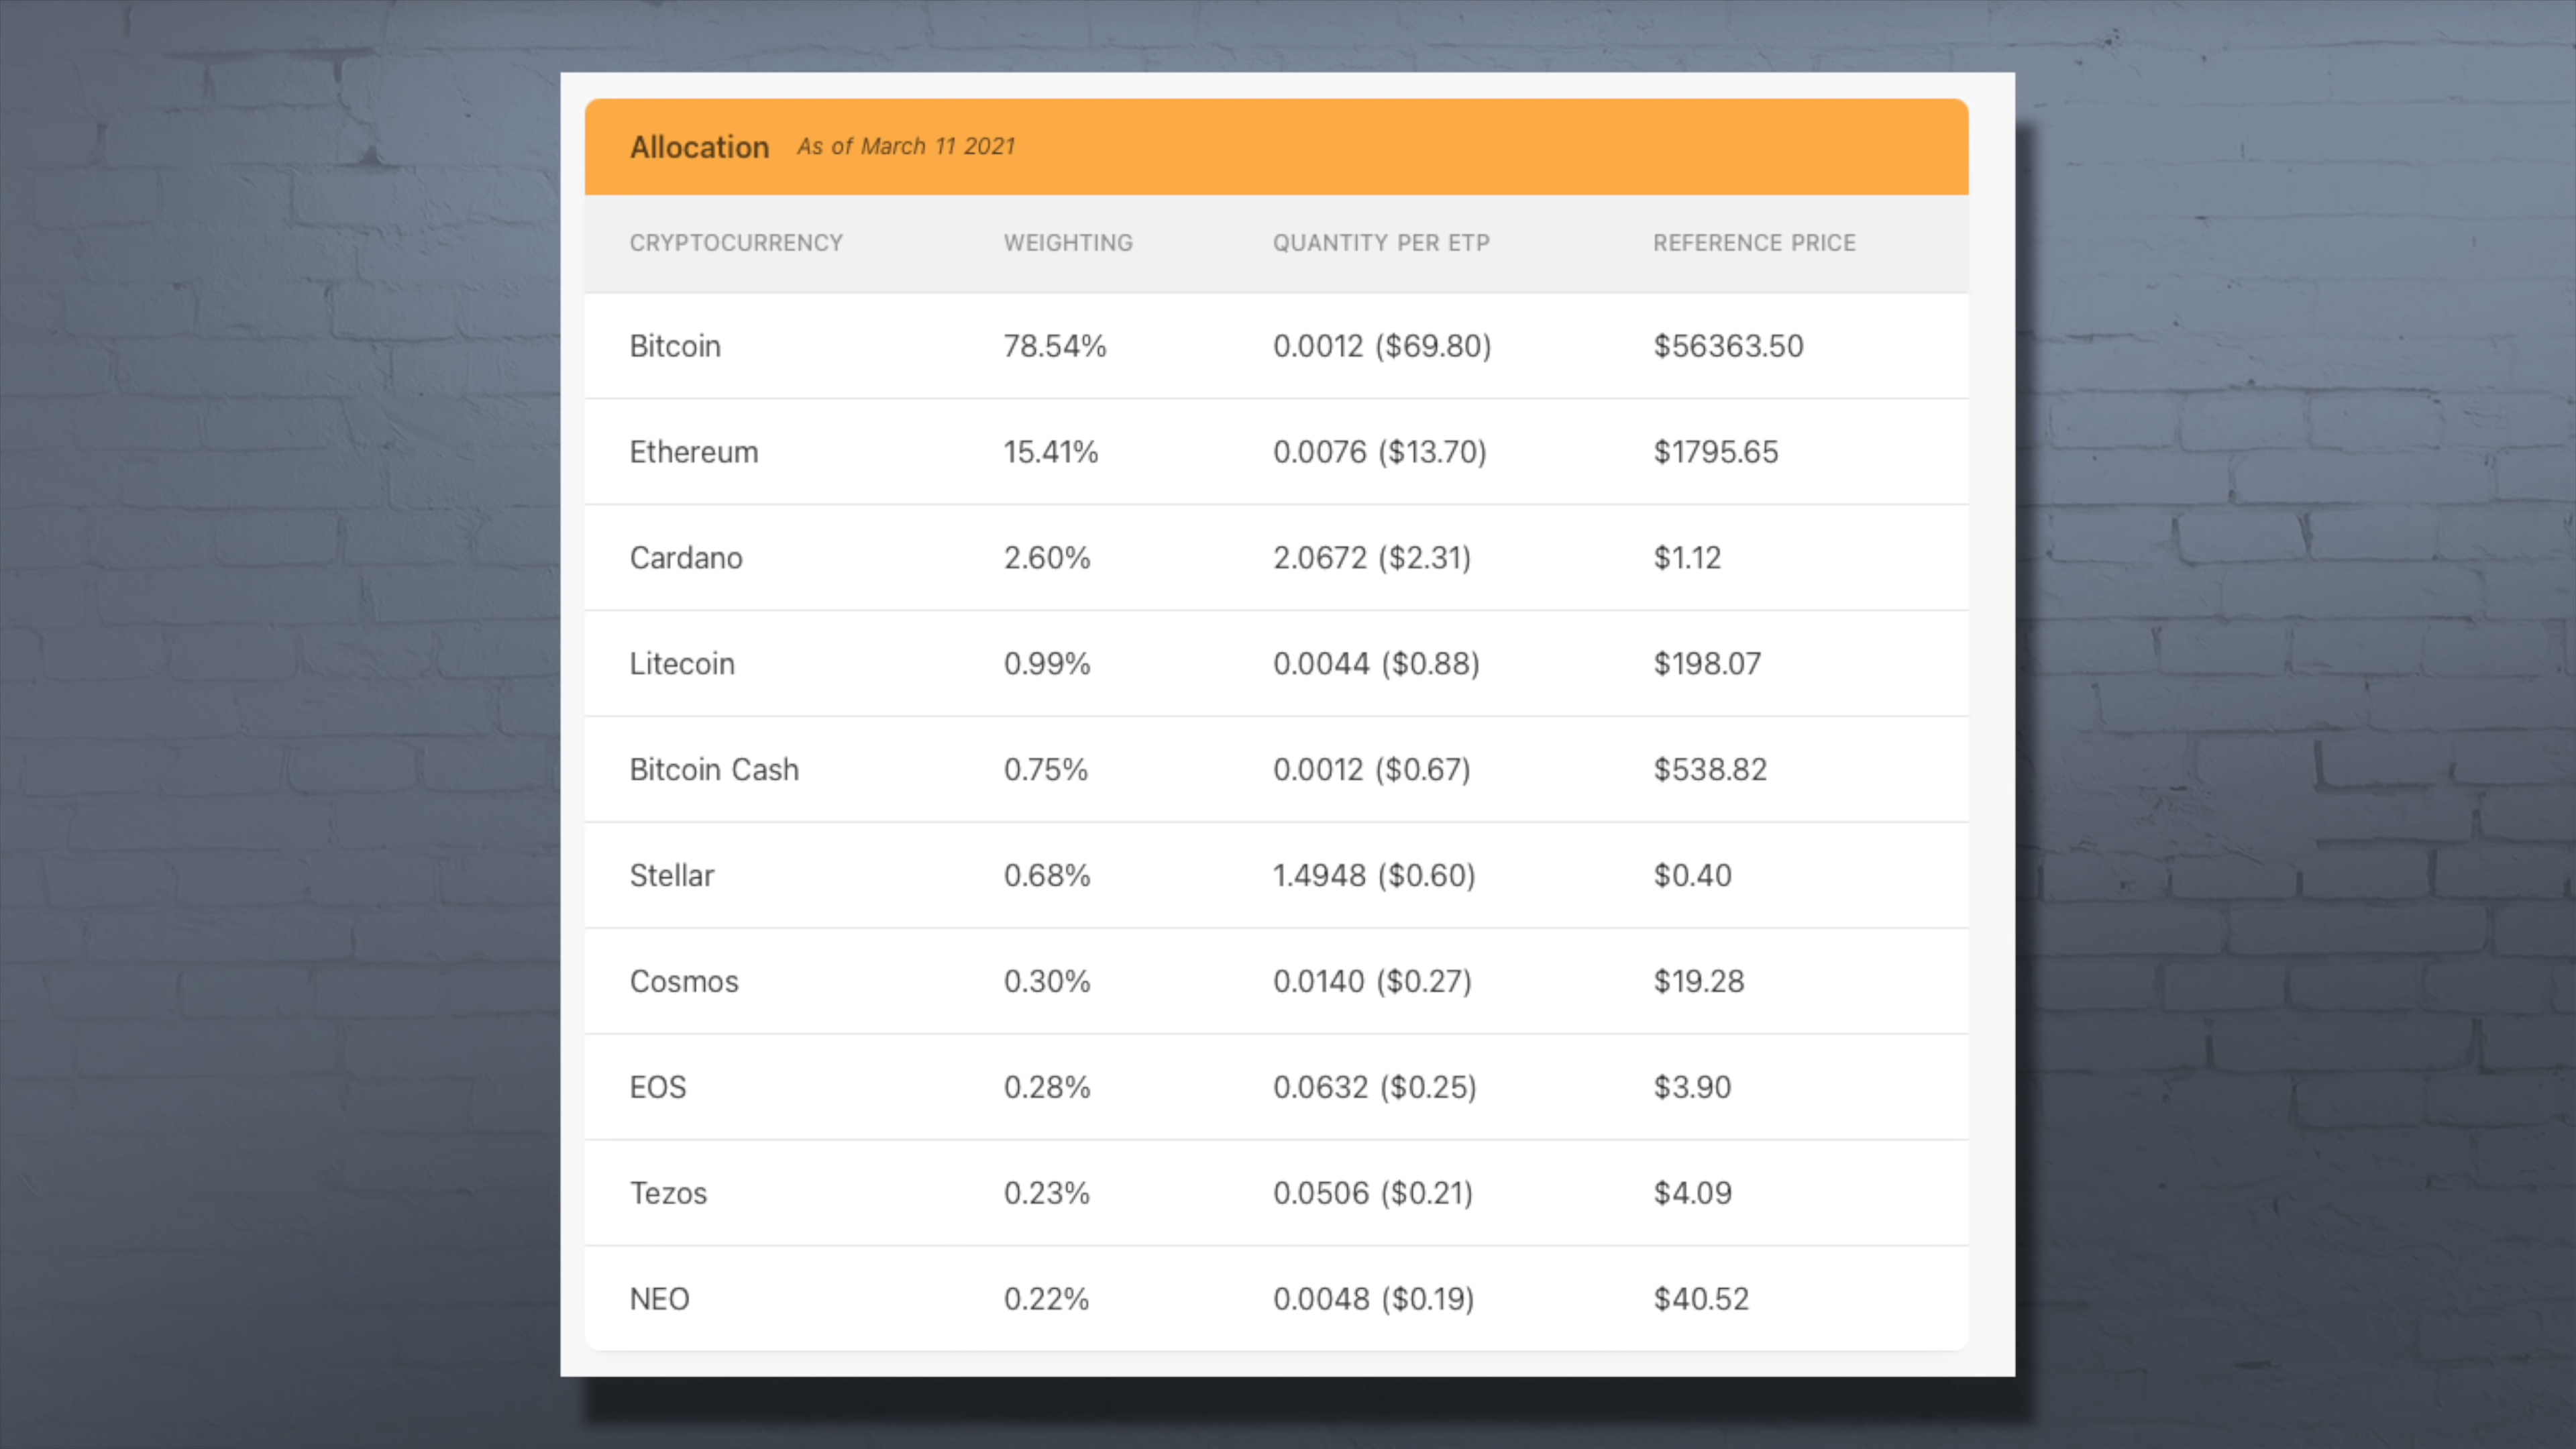 Allocation As of March 11 2021
CRYPTOCURRENCY WEIGHTING QUANTITY PER ETP REFERENCE PRICE
Bitcoin 78.54% 0.0012 ($69.80) $56363.50
Ethereum 15.41% 0.0076 ($13.70) $1795.65
Cardano 2.60% 2.0672 ($2.31) $1.12
Litecoin 0.99% 0.0044 ($0.88) $198.07
Bitcoin Cash 0.75% 0.0012 ($0.67) $538.82
Stellar 0.68% 1.4948 ($0.60) $0.40
Cosmos 0.30% 0.0140 ($0.27) $19.28
EOS 0.28% 0.0632 ($0.25) $3.90
Tezos 0.23% 0.0506 ($0.21) $4.09
NEO 0.22% 0.0048 ($0.19) $40.52